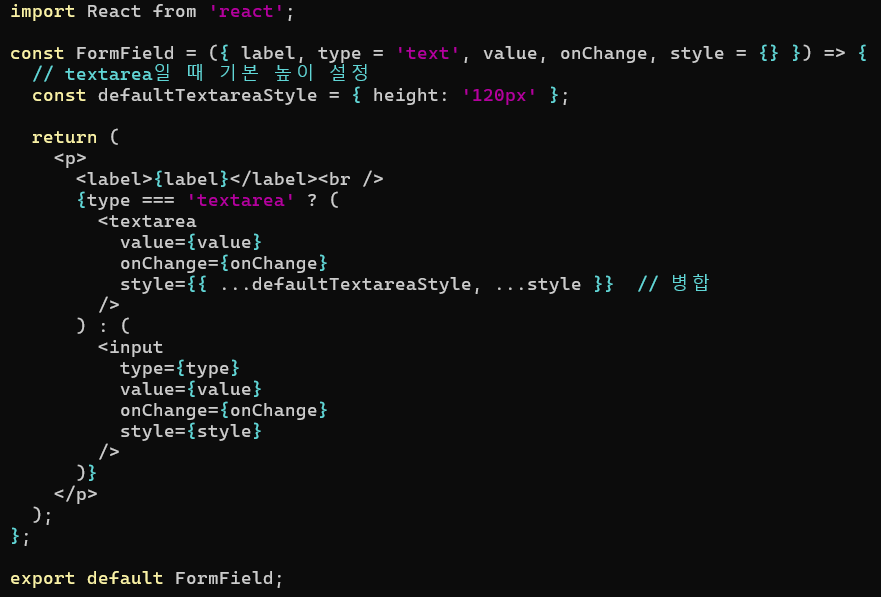 import React from 'react';

const FormField = ({ label, type = 'text', value, onChange, style = {} }) => {
  // textarea일 때 기본 높이 설정
  const defaultTextareaStyle = { height: '120px' };

  return (
    <p>
      <label>{label}</label><br />
      {type === 'textarea' ? (
        <textarea
          value={value}
          onChange={onChange}
          style={{ ...defaultTextareaStyle, ...style }}  // 병합
        />
      ) : (
        <input
          type={type}
          value={value}
          onChange={onChange}
          style={style}
        />
      )}
    </p>
  );
};

export default FormField;